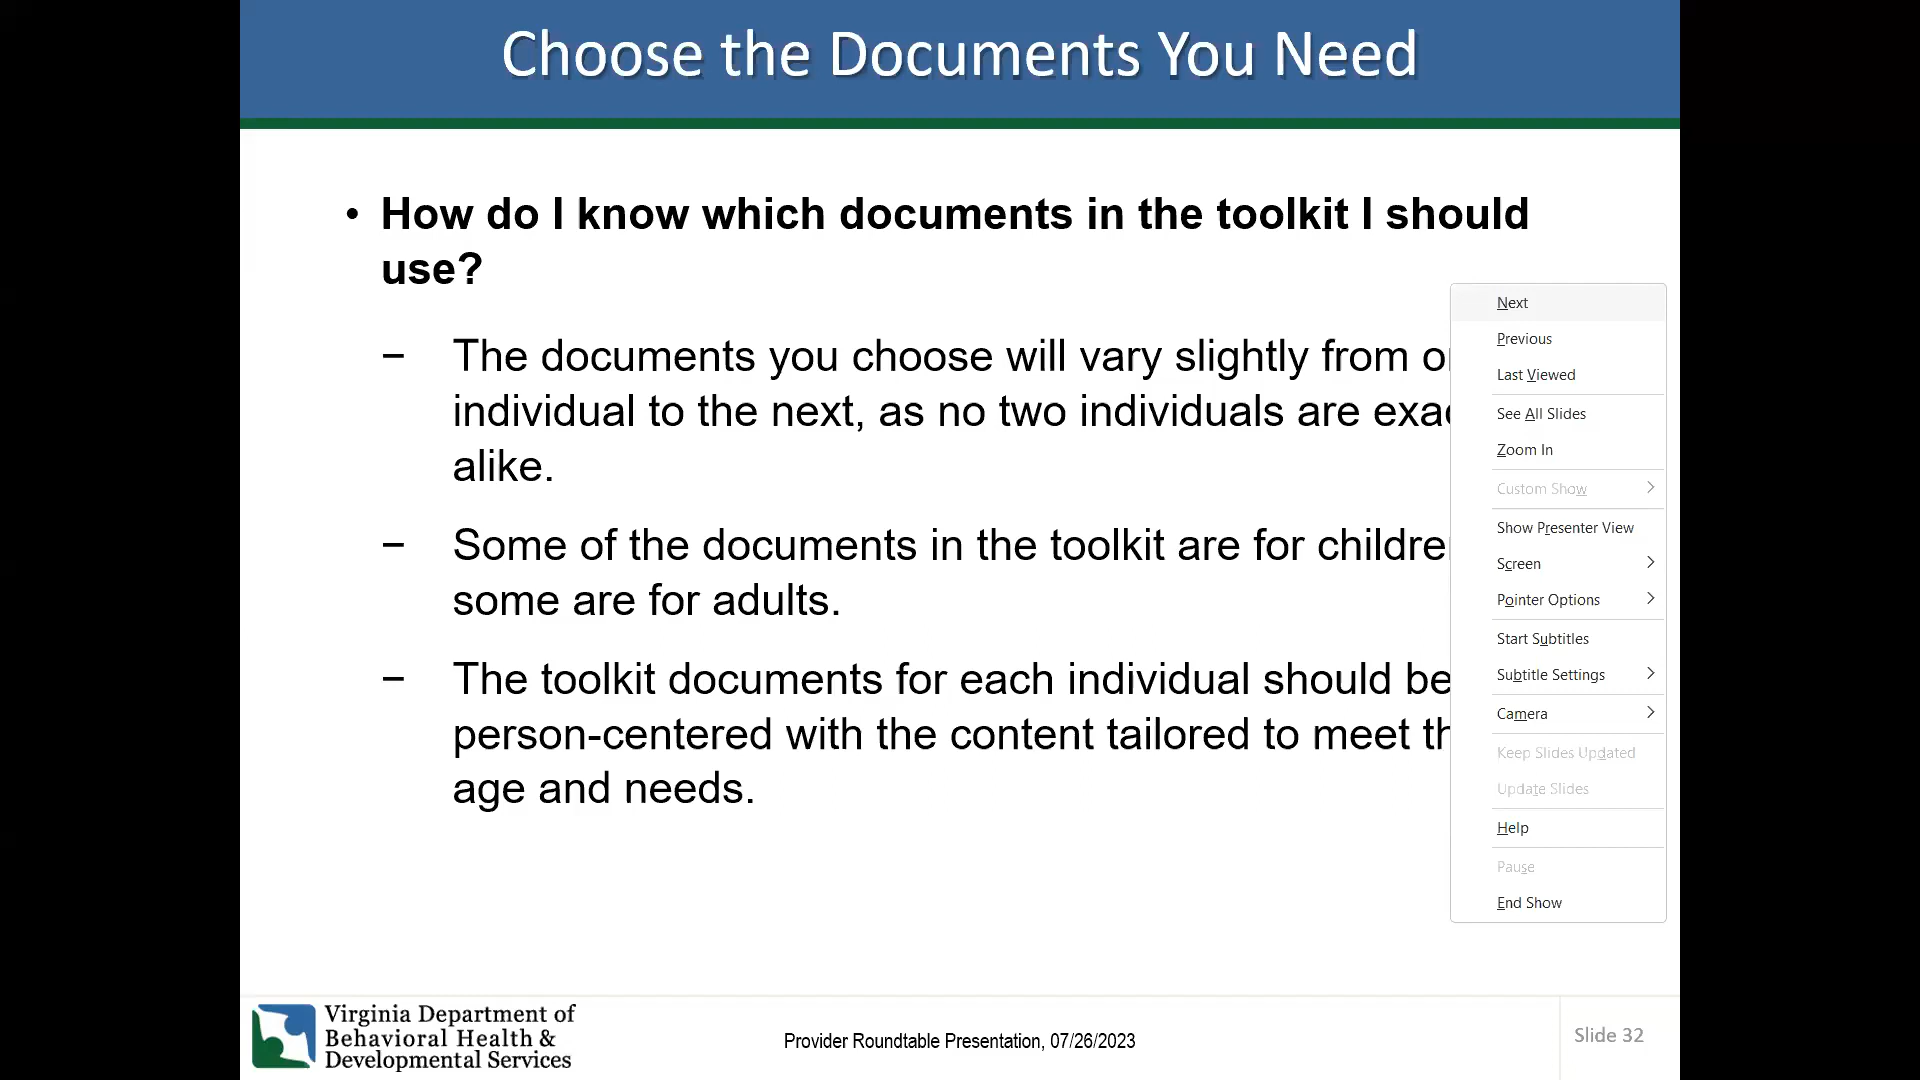 Choose the Documents You Need
• How do I know which documents in the toolkit I should
use?
– The documents you choose will vary slightly from
individual to the next, as no two individuals are
alike.
– Some of the documents in the toolkit are for
some are for adults.
– The toolkit documents for each individual should be
person-centered with the content tailored to meet
age and needs.
Next
Previous
Last Viewed
See All Slides
Zoom In
Custom Show
Show Presenter View
Screen
Pointer Options
Start Subtitles
Subtitle Settings
Camera
Keep Slides Updated
Update Slides
Help
Pause
End Show
Virginia Department of
Behavioral Health &
Developmental Services
Provider Roundtable Presentation, 07/26/2023
Slide 32